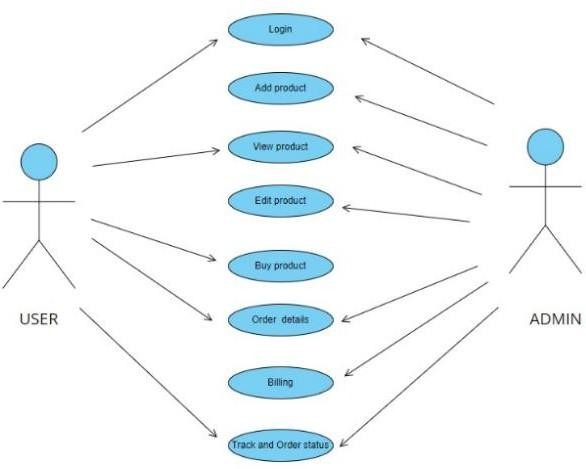 Login
Add product
View product
Edit product
Buy product
USER
Order details
ADMIN
Billing
Track and Order status